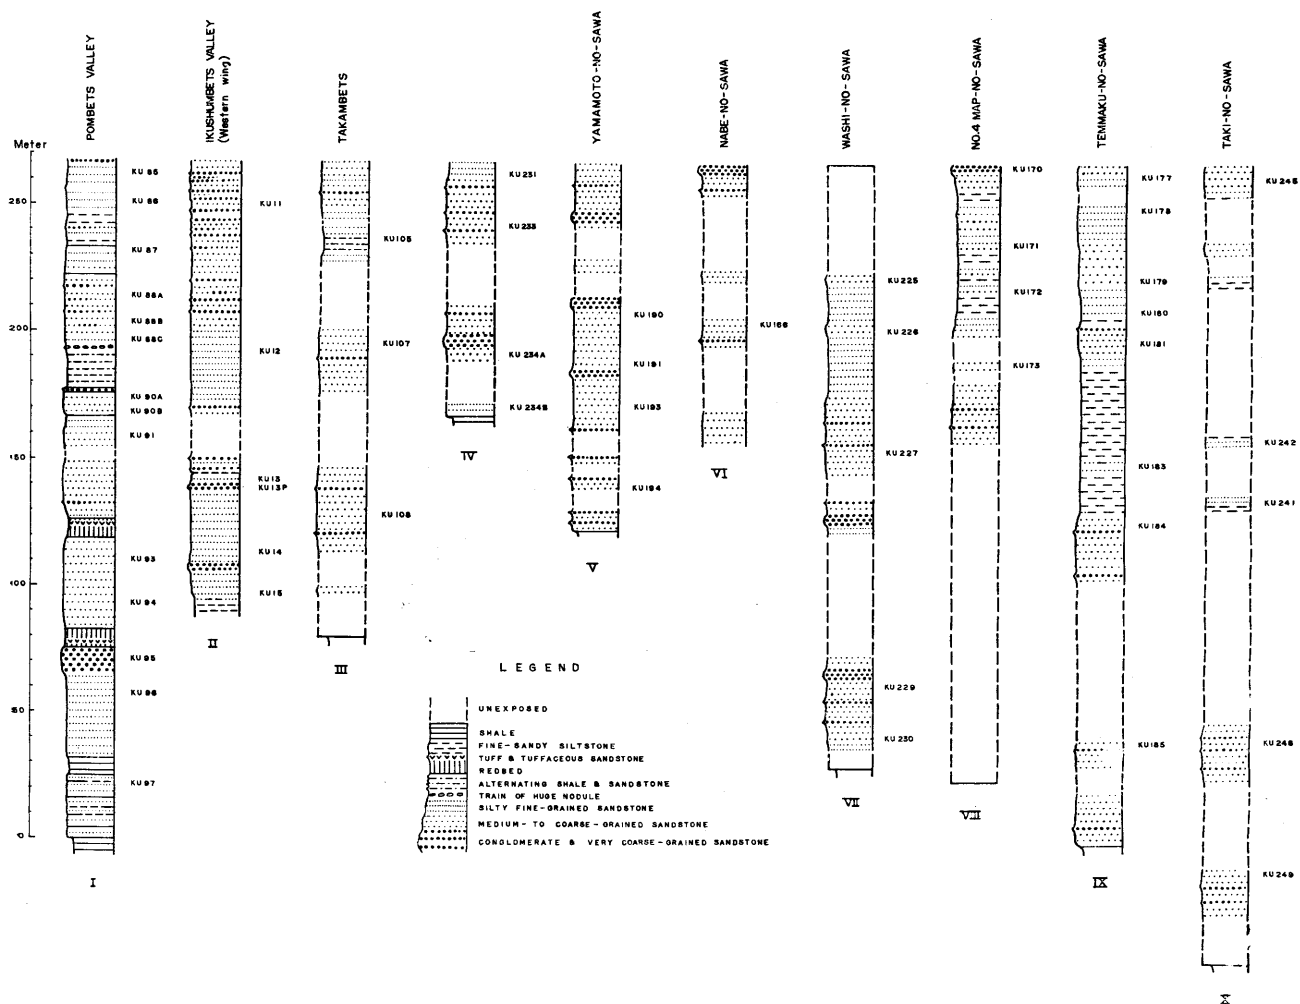 POMBETS VALLEY
IKUSHUMBETS VALLEY
(Western wing)
TAKAMBETS
YAMAMOTO-NO-SAWA
NABE-NO-SAWA
WASHI-NO-SAWA
NO.4 MAP-NO-SAWA
TEMMAKU-NO-SAWA
TAKI-NO-SAWA
Meter
250
200
150
100
50
0
KU 85
KU 86
KU 87
KU 88A
KU 88B
KU 88C
KU 90A
KU 90B
KU 91
KU 93
KU 94
KU 95
KU 96
KU 97
I
KU 11
KU 12
KU 13
KU 13P
KU 14
KU 15
II
KU 105
KU 107
KU 108
III
KU 231
KU 233
KU 234A
KU 234B
IV
KU 190
KU 191
KU 193
KU 194
V
KU 168
VI
KU 225
KU 226
KU 227
KU 229
KU 230
VII
KU 170
KU 171
KU 172
KU 173
VIII
KU 177
KU 178
KU 179
KU 180
KU 181
KU 183
KU 184
KU 185
IX
KU 245
KU 242
KU 241
KU 248
KU 249
X
LEGEND
UNEXPOSED
SHALE
FINE-SANDY SILTSTONE
TUFF & TUFFACEOUS SANDSTONE
REDBED
ALTERNATING SHALE & SANDSTONE
TRAIN OF HUGE NODULE
SILTY FINE-GRAINED SANDSTONE
MEDIUM- TO COARSE-GRAINED SANDSTONE
CONGLOMERATE & VERY COARSE-GRAINED SANDSTONE